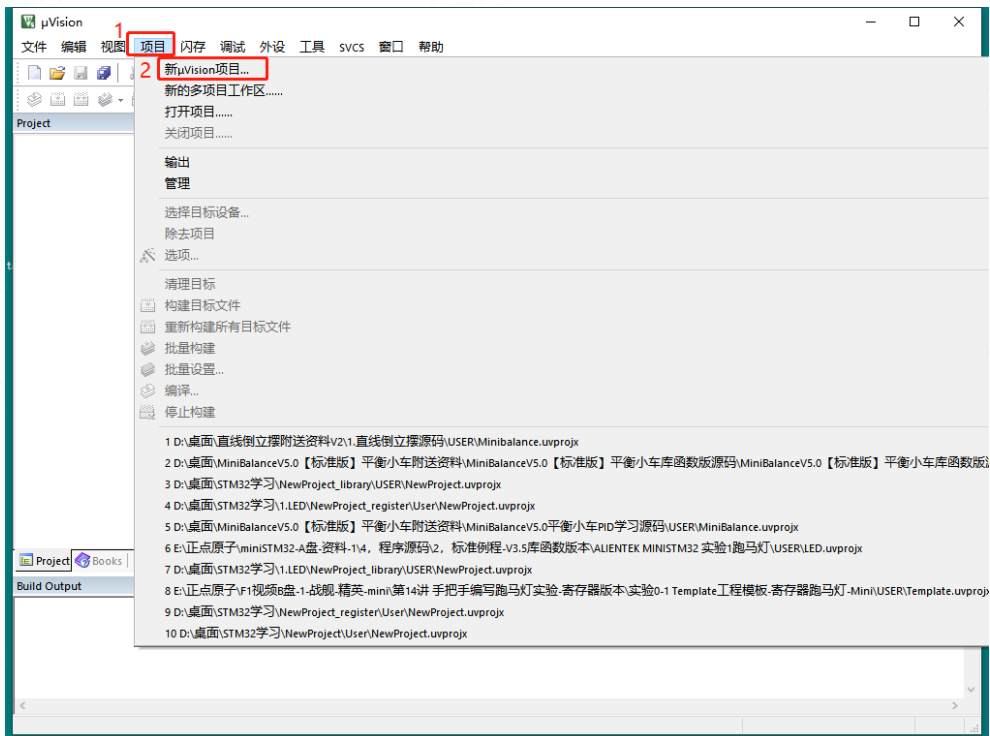 μVision
1
文件 编辑 视图 项目 闪存 调试 外设 工具 SVCS 窗口 帮助
2 新μVision项目...
新的多项目工作区......
打开项目......
Project
关闭项目......
输出
管理
选择目标设备...
除去项目
选项...
t
清理目标
构建目标文件
重新构建所有目标文件
批量构建
批量设置...
编译...
停止构建
1 D:\桌面\直线倒立摆附送资料V2\1.直线倒立摆源码\USER\Minibalance.uvprojx
2 D:\桌面\MiniBalanceV5.0【标准版】平衡小车附送资料\MiniBalanceV5.0【标准版】平衡小车库函数版源码\MiniBalanceV5.0【标准版】平衡小车库函数版
3 D:\桌面\STM32学习\NewProject_library\USER\NewProject.uvprojx
4 D:\桌面\STM32学习\1.LED\NewProject_register\User\NewProject.uvprojx
5 D:\桌面\MiniBalanceV5.0【标准版】平衡小车附送资料\MiniBalanceV5.0平衡小车PID学习源码\USER\MiniBalance.uvprojx
6 E:\正点原子\miniSTM32-A盘-资料-1\4，程序源码\2，标准例程-V3.5库函数版本\ALIENTEK MINISTM32 实验1跑马灯\USER\LED.uvprojx
Project Books
7 D:\桌面\STM32学习\1.LED\NewProject_library\USER\NewProject.uvprojx
Build Output
8 E:\正点原子\F1视频B盘-1-战舰-精英-mini\第14讲 手把手编写跑马灯实验-寄存器版本\实验0-1 Template工程模板-寄存器跑马灯-Mini\USER\Template.uvprojx
9 D:\桌面\STM32学习\NewProject_register\User\NewProject.uvprojx
10 D:\桌面\STM32学习\NewProject\User\NewProject.uvprojx